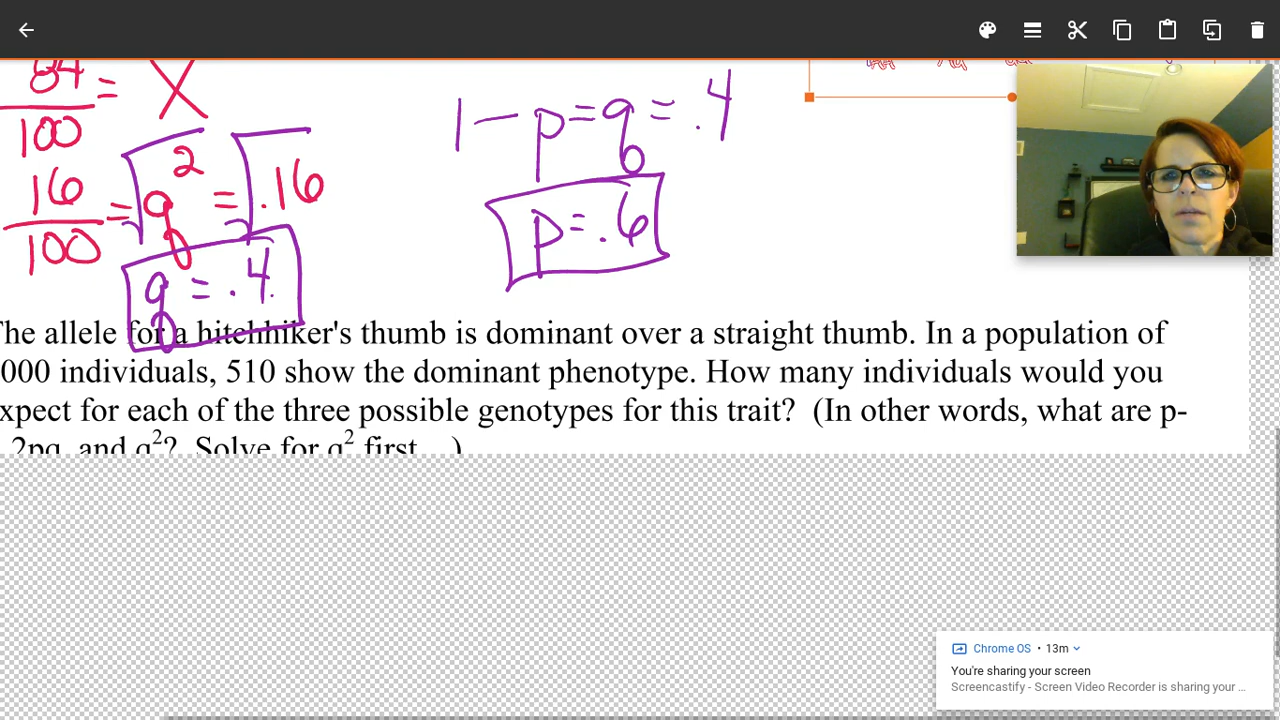 84
100
= X
16
100
= q² = .16
q = .4
1 - p = q = .4
p = .6
The allele for a hitchhiker's thumb is dominant over a straight thumb. In a population of
000 individuals, 510 show the dominant phenotype. How many individuals would you
xpect for each of the three possible genotypes for this trait? (In other words, what are p-
2pq, and q²? Solve for q² first....)
Chrome OS • 13m
You're sharing your screen
Screencastify - Screen Video Recorder is sharing your ...